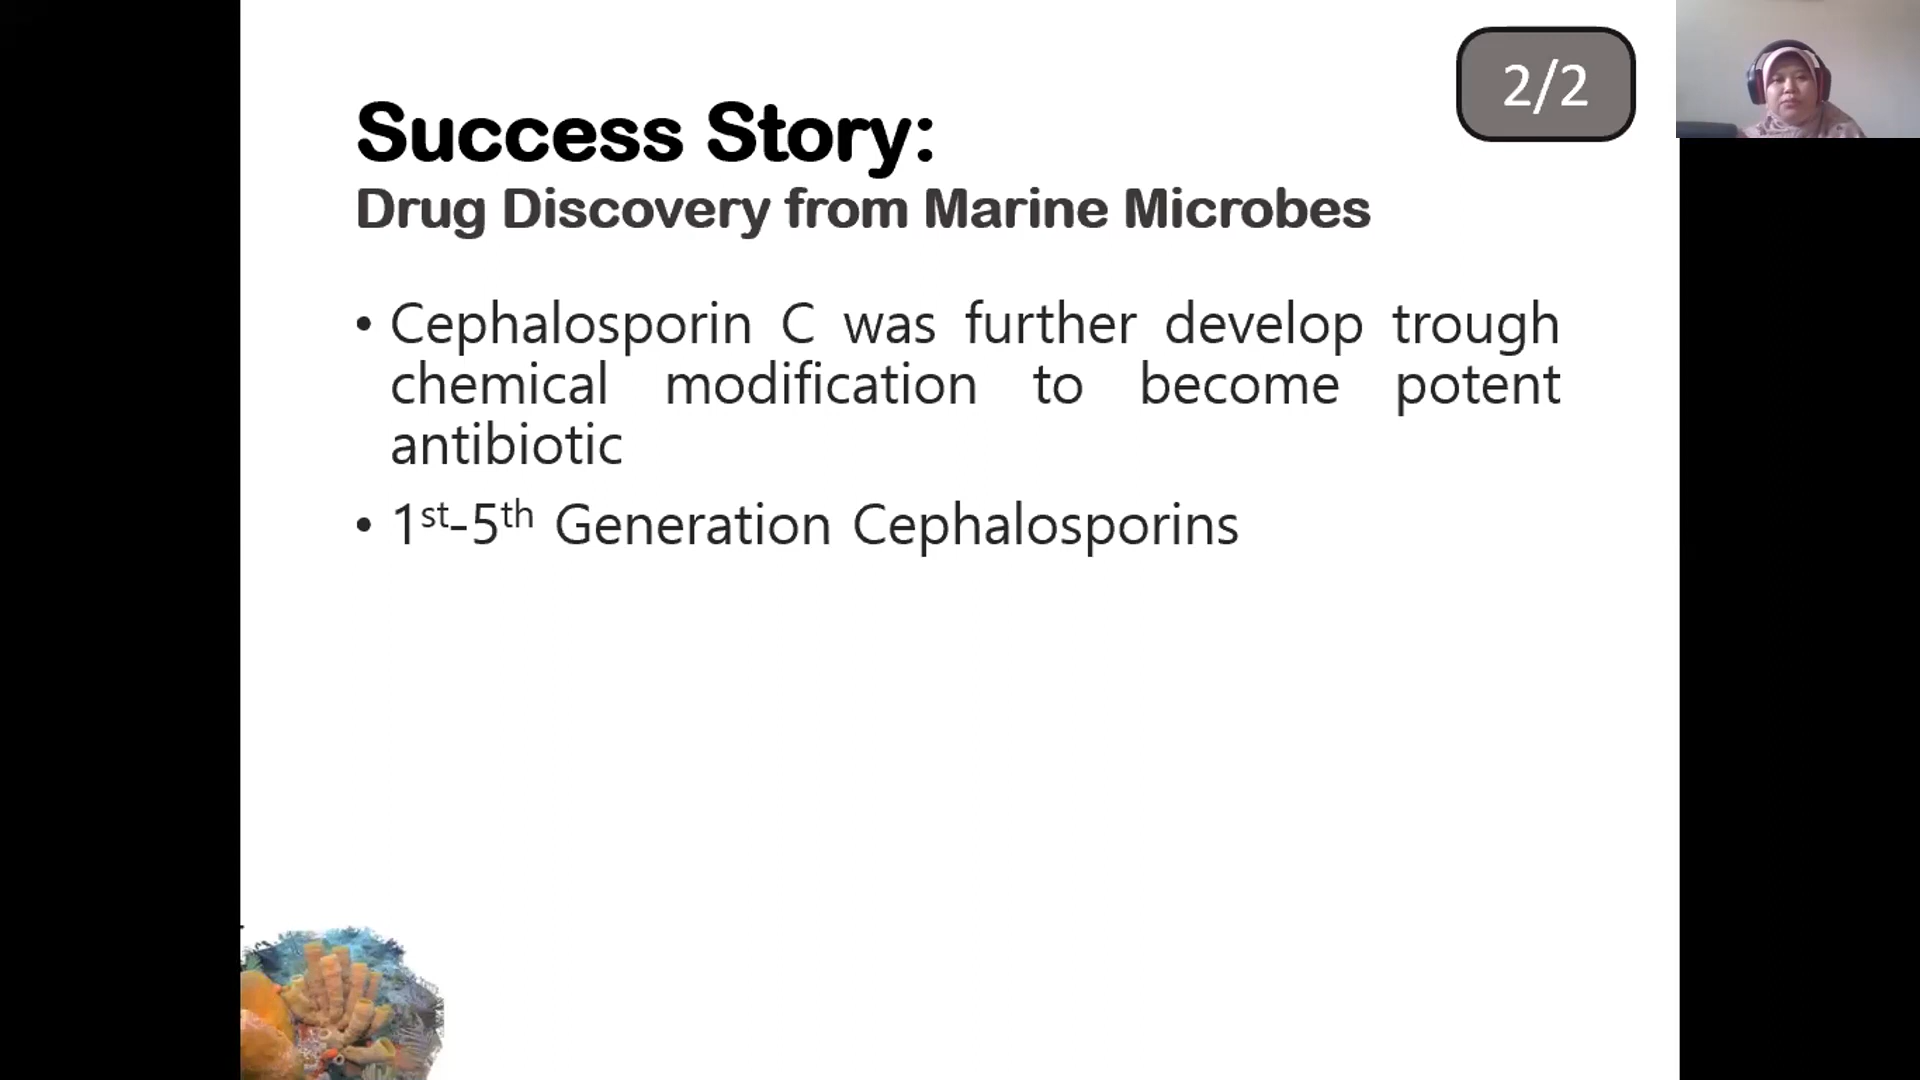 2/2
Success Story:
Drug Discovery from Marine Microbes
• Cephalosporin C was further develop trough
chemical modification to become potent
antibiotic
• 1st-5th Generation Cephalosporins